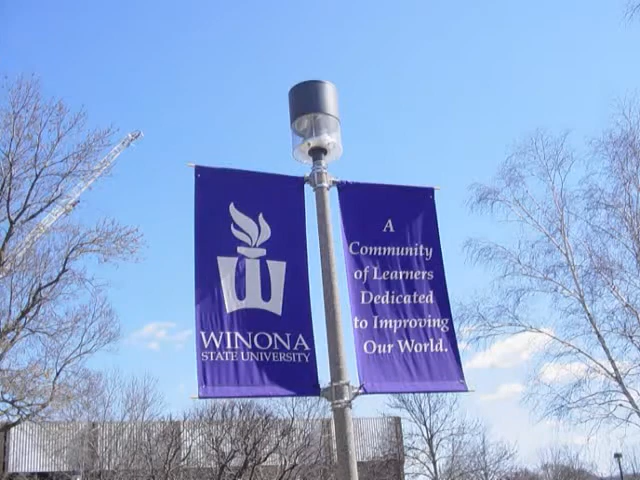 WINONA
STATE UNIVERSITY
A
Community
of Learners
Dedicated
to Improving
Our World.